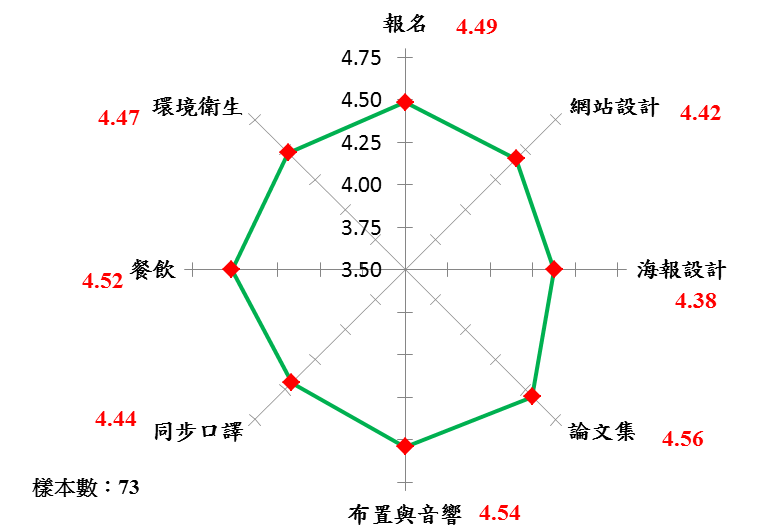 報名 4.49
4.75
環境衛生 4.47
4.50
網站設計 4.42
4.25
4.00
3.75
餐飲 4.52
3.50
海報設計 4.38
同步口譯 4.44
論文集 4.56
樣本數：73
布置與音響 4.54